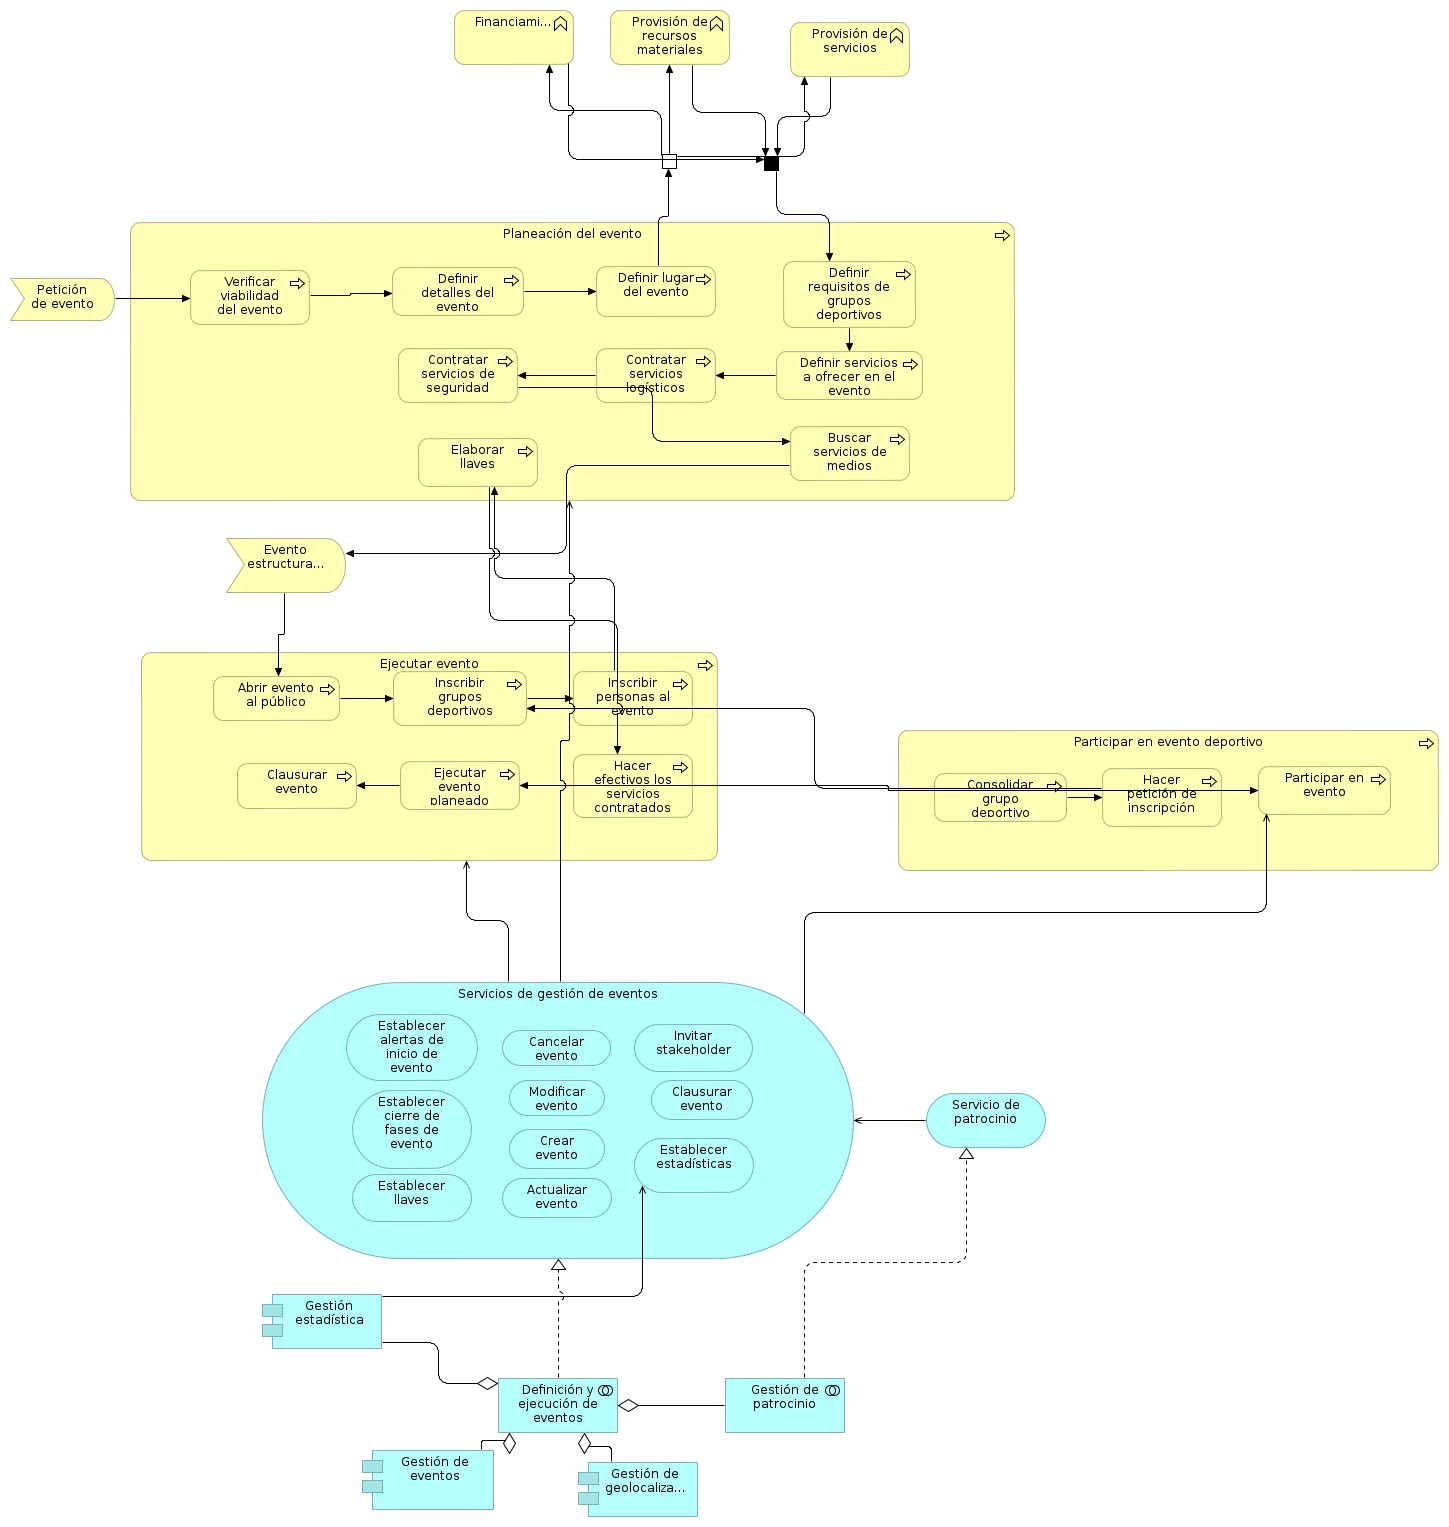 Financiami...
Provisión de
recursos
materiales
Provisión de
servicios
Planeación del evento
Petición
de evento
Verificar
viabilidad
del evento
Definir
detalles del
evento
Definir lugar
del evento
Definir
requisitos de
grupos
deportivos
Contratar
servicios de
seguridad
Contratar
servicios
logísticos
Definir servicios
a ofrecer en el
evento
Elaborar
llaves
Buscar
servicios de
medios
Evento
estructura...
Ejecutar evento
Abrir evento
al público
Inscribir
grupos
deportivos
Inscribir
personas al
evento
Clausurar
evento
Ejecutar
evento
planeado
Hacer
efectivos los
servicios
contratados
Participar en evento deportivo
Consolidar
grupo
deportivo
Hacer
petición de
inscripción
Participar en
evento
Servicios de gestión de eventos
Establecer
alertas de
inicio de
evento
Cancelar
evento
Invitar
stakeholder
Establecer
cierre de
fases de
evento
Modificar
evento
Clausurar
evento
Crear
evento
Establecer
estadísticas
Establecer
llaves
Actualizar
evento
Servicio de
patrocinio
Gestión
estadística
Definición y
ejecución de
eventos
Gestión de
patrocinio
Gestión de
eventos
Gestión de
geolocaliza...